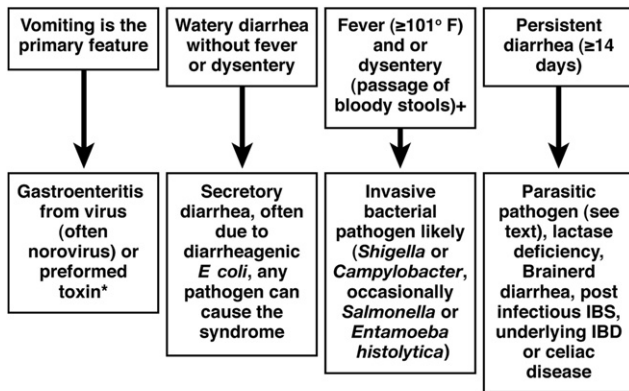 Vomiting is the
primary feature
Watery diarrhea
without fever
or dysentery
Fever (≥101° F)
and or
dysentery
(passage of
bloody stools)+
Persistent
diarrhea (≥14
days)
Gastroenteritis
from virus
(often
norovirus) or
preformed
toxin*
Secretory
diarrhea, often
due to
diarrheagenic
E coli, any
pathogen can
cause the
syndrome
Invasive
bacterial
pathogen likely
(Shigella or
Campylobacter,
occasionally
Salmonella or
Entamoeba
histolytica)
Parasitic
pathogen (see
text), lactase
deficiency,
Brainerd
diarrhea, post
infectious IBS,
underlying IBD
or celiac
disease